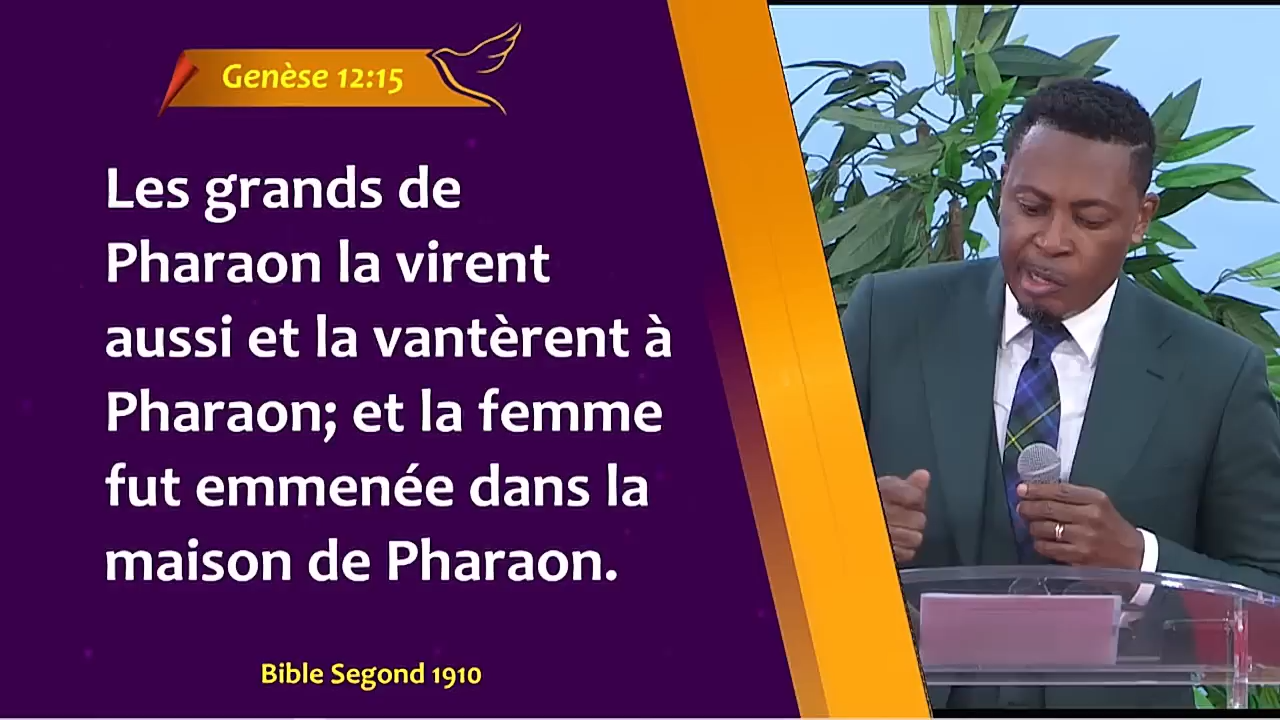 Genèse 12:15
Les grands de
Pharaon la virent
aussi et la vantèrent à
Pharaon; et la femme
fut emmenée dans la
maison de Pharaon.
Bible Segond 1910